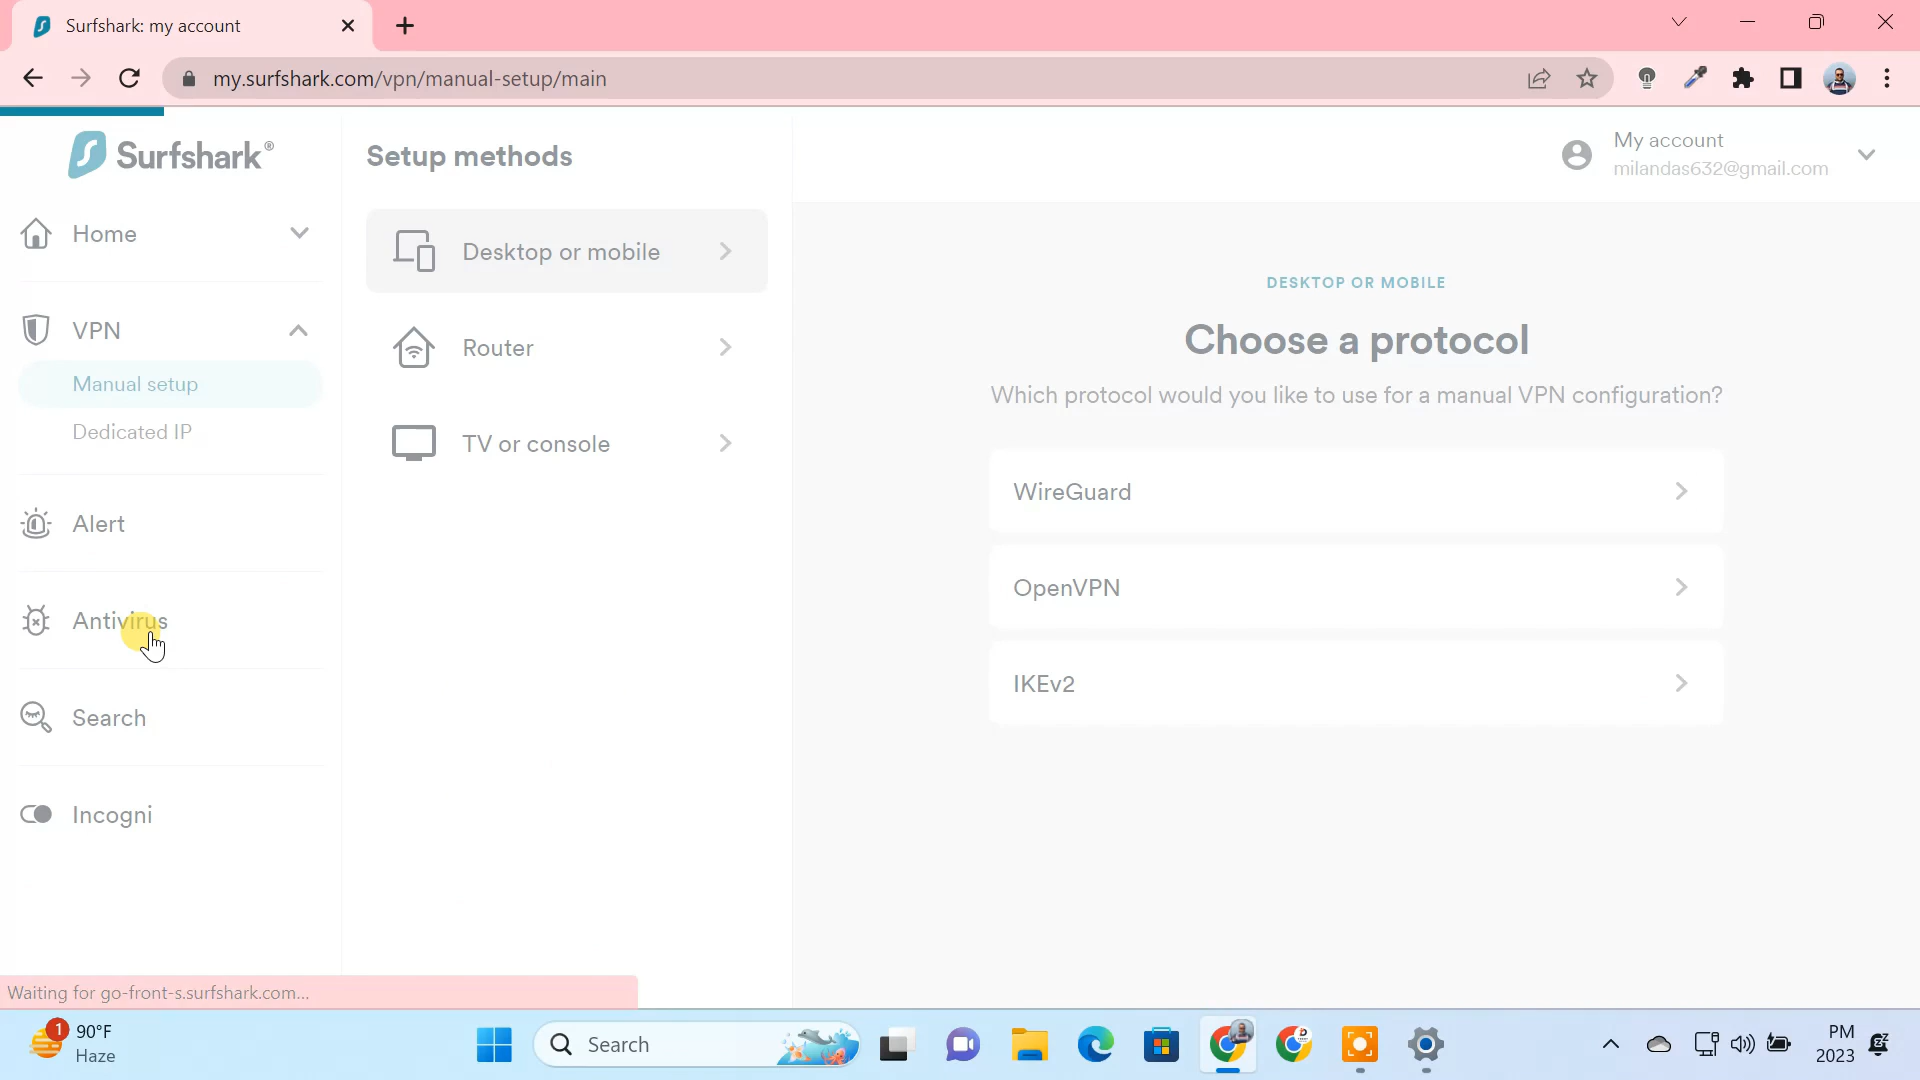 Surfshark: my account
my.surfshark.com/vpn/manual-setup/main
Surfshark®
Setup methods
My account
milandas632@gmail.com
Home
Desktop or mobile
DESKTOP OR MOBILE
VPN
Router
Choose a protocol
Manual setup
Which protocol would you like to use for a manual VPN configuration?
Dedicated IP
TV or console
WireGuard
Alert
OpenVPN
Antivirus
IKEv2
Search
Incogni
Waiting for go-front-s.surfshark.com...
1
90°F
Haze
Search
PM
2023